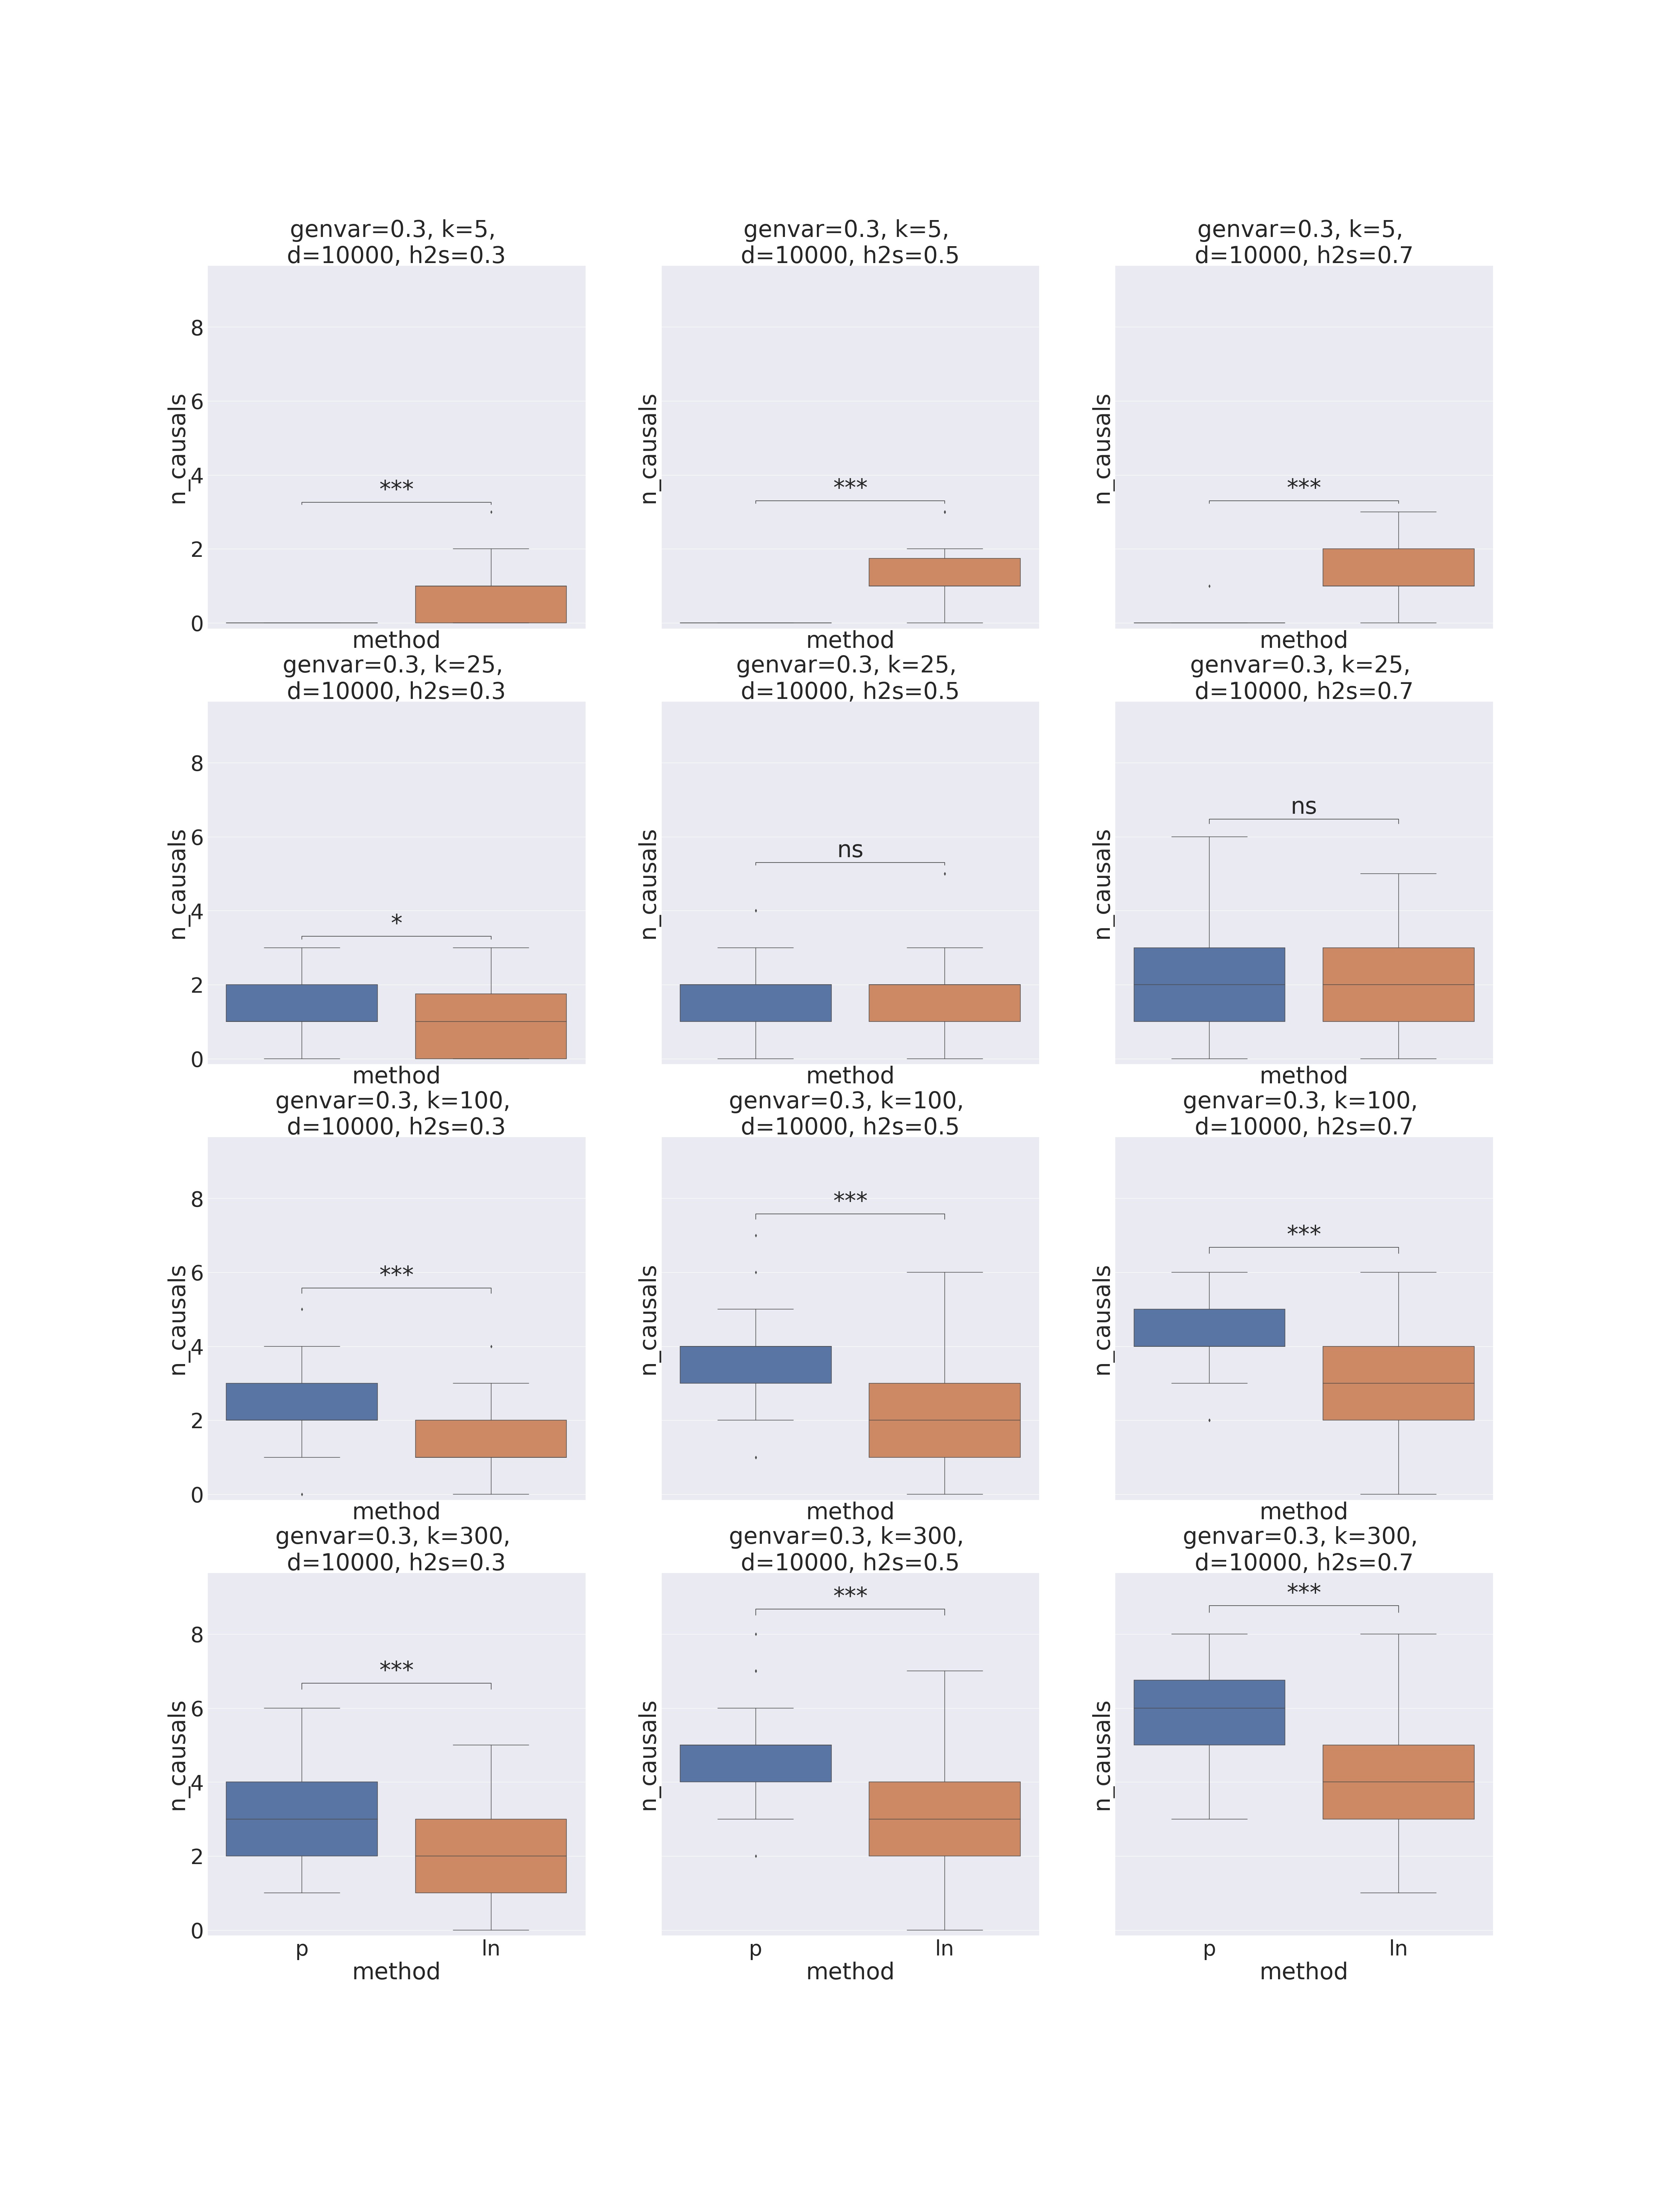 genvar=0.3, k=5,
d=10000, h2s=0.3
genvar=0.3, k=5,
d=10000, h2s=0.5
genvar=0.3, k=5,
d=10000, h2s=0.7
n_causals
8
6
4
2
0
***
method
n_causals
***
method
n_causals
***
method
genvar=0.3, k=25,
d=10000, h2s=0.3
genvar=0.3, k=25,
d=10000, h2s=0.5
genvar=0.3, k=25,
d=10000, h2s=0.7
n_causals
8
6
4
2
0
*
method
n_causals
ns
method
n_causals
ns
method
genvar=0.3, k=100,
d=10000, h2s=0.3
genvar=0.3, k=100,
d=10000, h2s=0.5
genvar=0.3, k=100,
d=10000, h2s=0.7
n_causals
8
6
4
2
0
***
method
n_causals
***
method
n_causals
***
method
genvar=0.3, k=300,
d=10000, h2s=0.3
genvar=0.3, k=300,
d=10000, h2s=0.5
genvar=0.3, k=300,
d=10000, h2s=0.7
n_causals
8
6
4
2
0
***
p ln
method
n_causals
***
p ln
method
n_causals
***
p ln
method